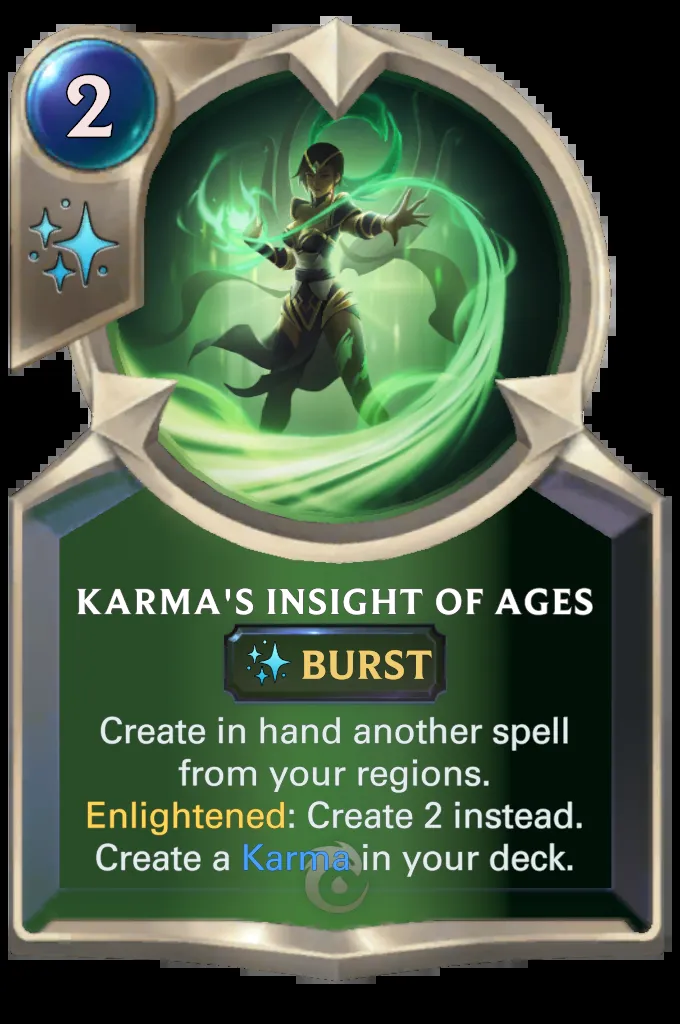 2
KARMA'S INSIGHT OF AGES
BURST
Create in hand another spell
from your regions.
Enlightened: Create 2 instead.
Create a Karma in your deck.